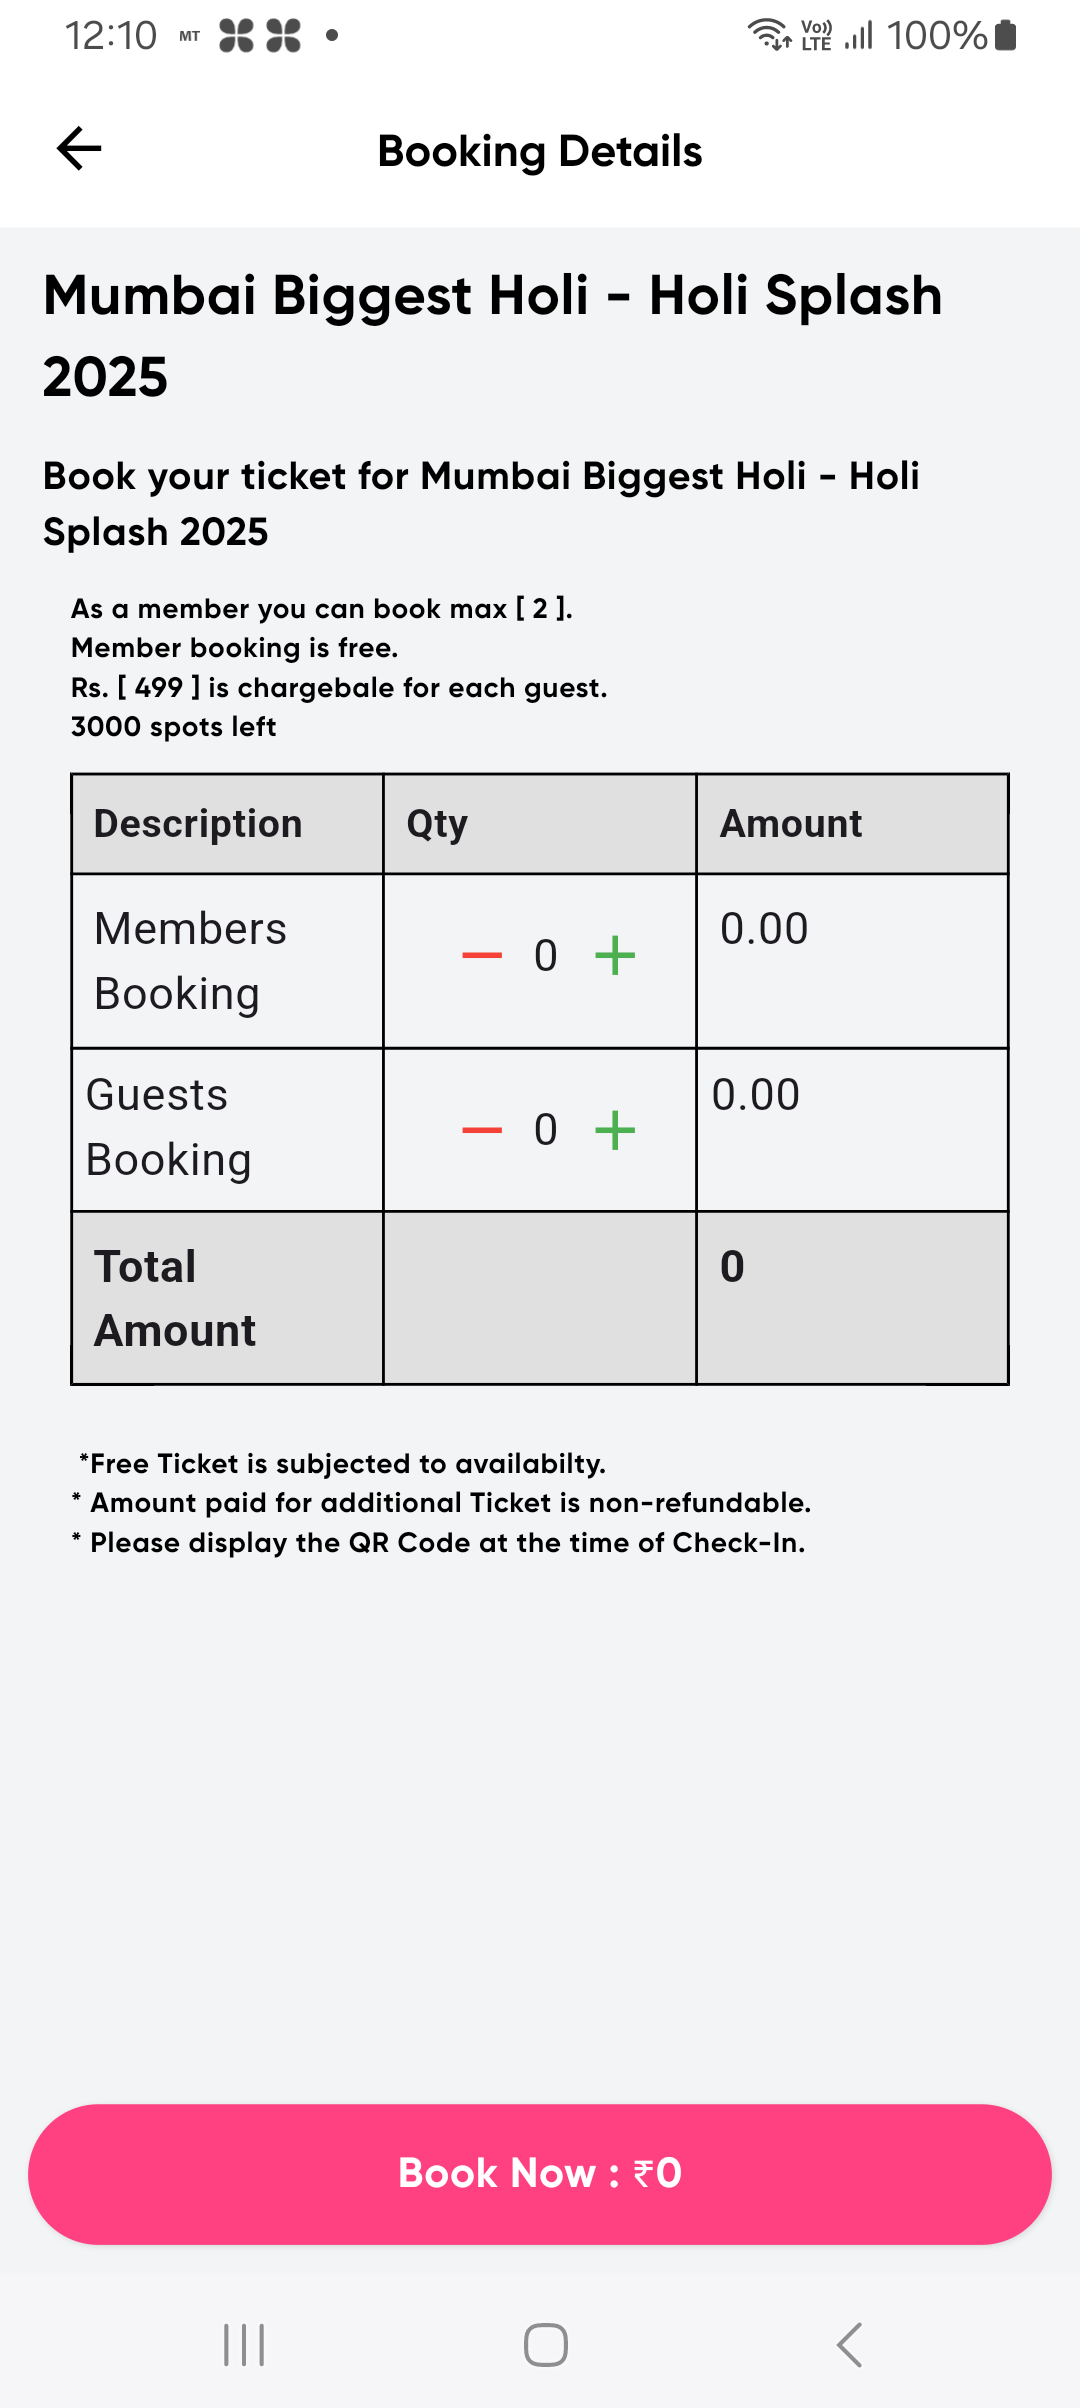 12:10 MT Vo)) LTE 100%
Booking Details
Mumbai Biggest Holi - Holi Splash
2025
Book your ticket for Mumbai Biggest Holi - Holi
Splash 2025
As a member you can book max [ 2 ].
Member booking is free.
Rs. [ 499 ] is chargebale for each guest.
3000 spots left
Description Qty Amount
Members
Booking
0
0.00
Guests
Booking
0
0.00
Total
Amount
0
*Free Ticket is subjected to availabilty.
* Amount paid for additional Ticket is non-refundable.
* Please display the QR Code at the time of Check-In.
Book Now : ₹0